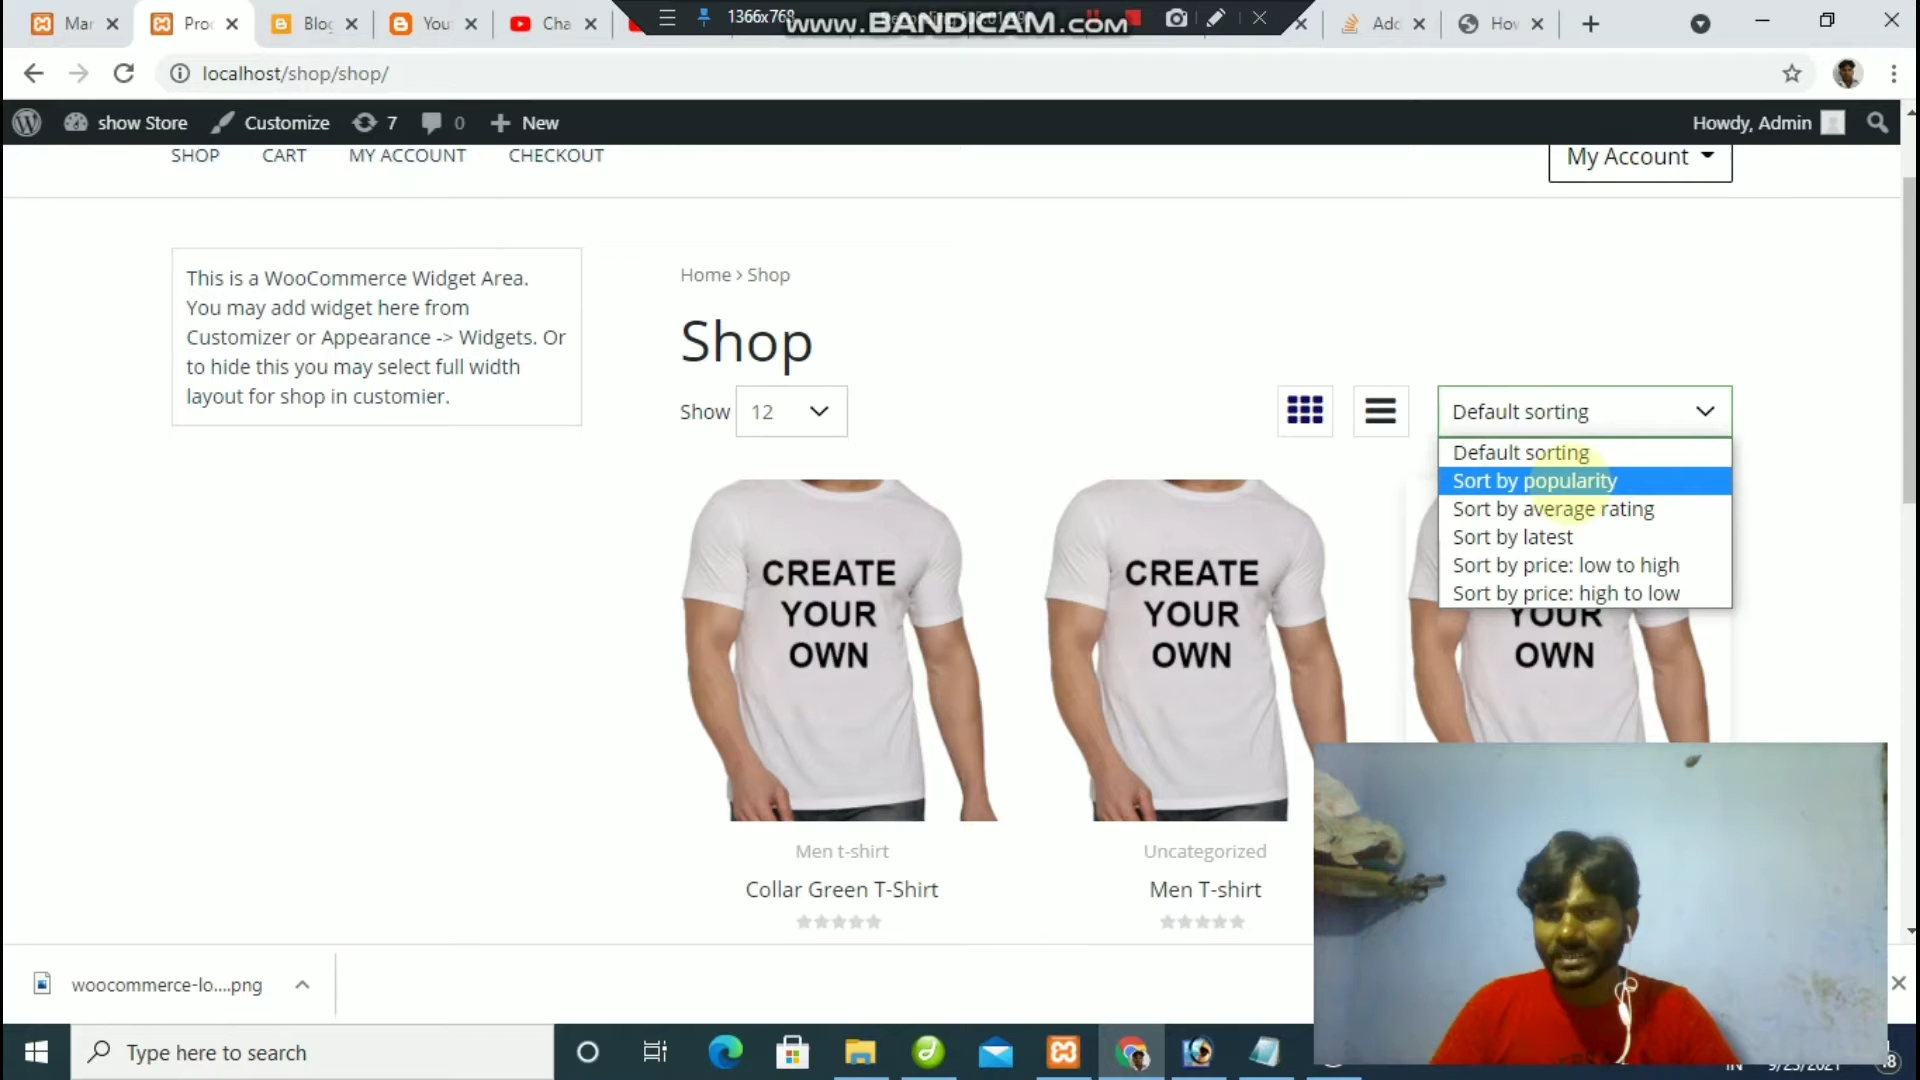 Mar
Proc
Blog
You
Cha
1366x768
www.BANDICAM.com
Adc
How
localhost/shop/shop/
show Store
Customize
7
0
New
Howdy, Admin
SHOP
CART
MY ACCOUNT
CHECKOUT
My Account
This is a WooCommerce Widget Area.
You may add widget here from
Customizer or Appearance -> Widgets. Or
to hide this you may select full width
layout for shop in customier.
Home › Shop
Shop
Show
12
Default sorting
Default sorting
Sort by popularity
Sort by average rating
Sort by latest
Sort by price: low to high
Sort by price: high to low
CREATE
YOUR
OWN
CREATE
YOUR
OWN
YOUR
OWN
Men t-shirt
Collar Green T-Shirt
Uncategorized
Men T-shirt
woocommerce-lo....png
Type here to search